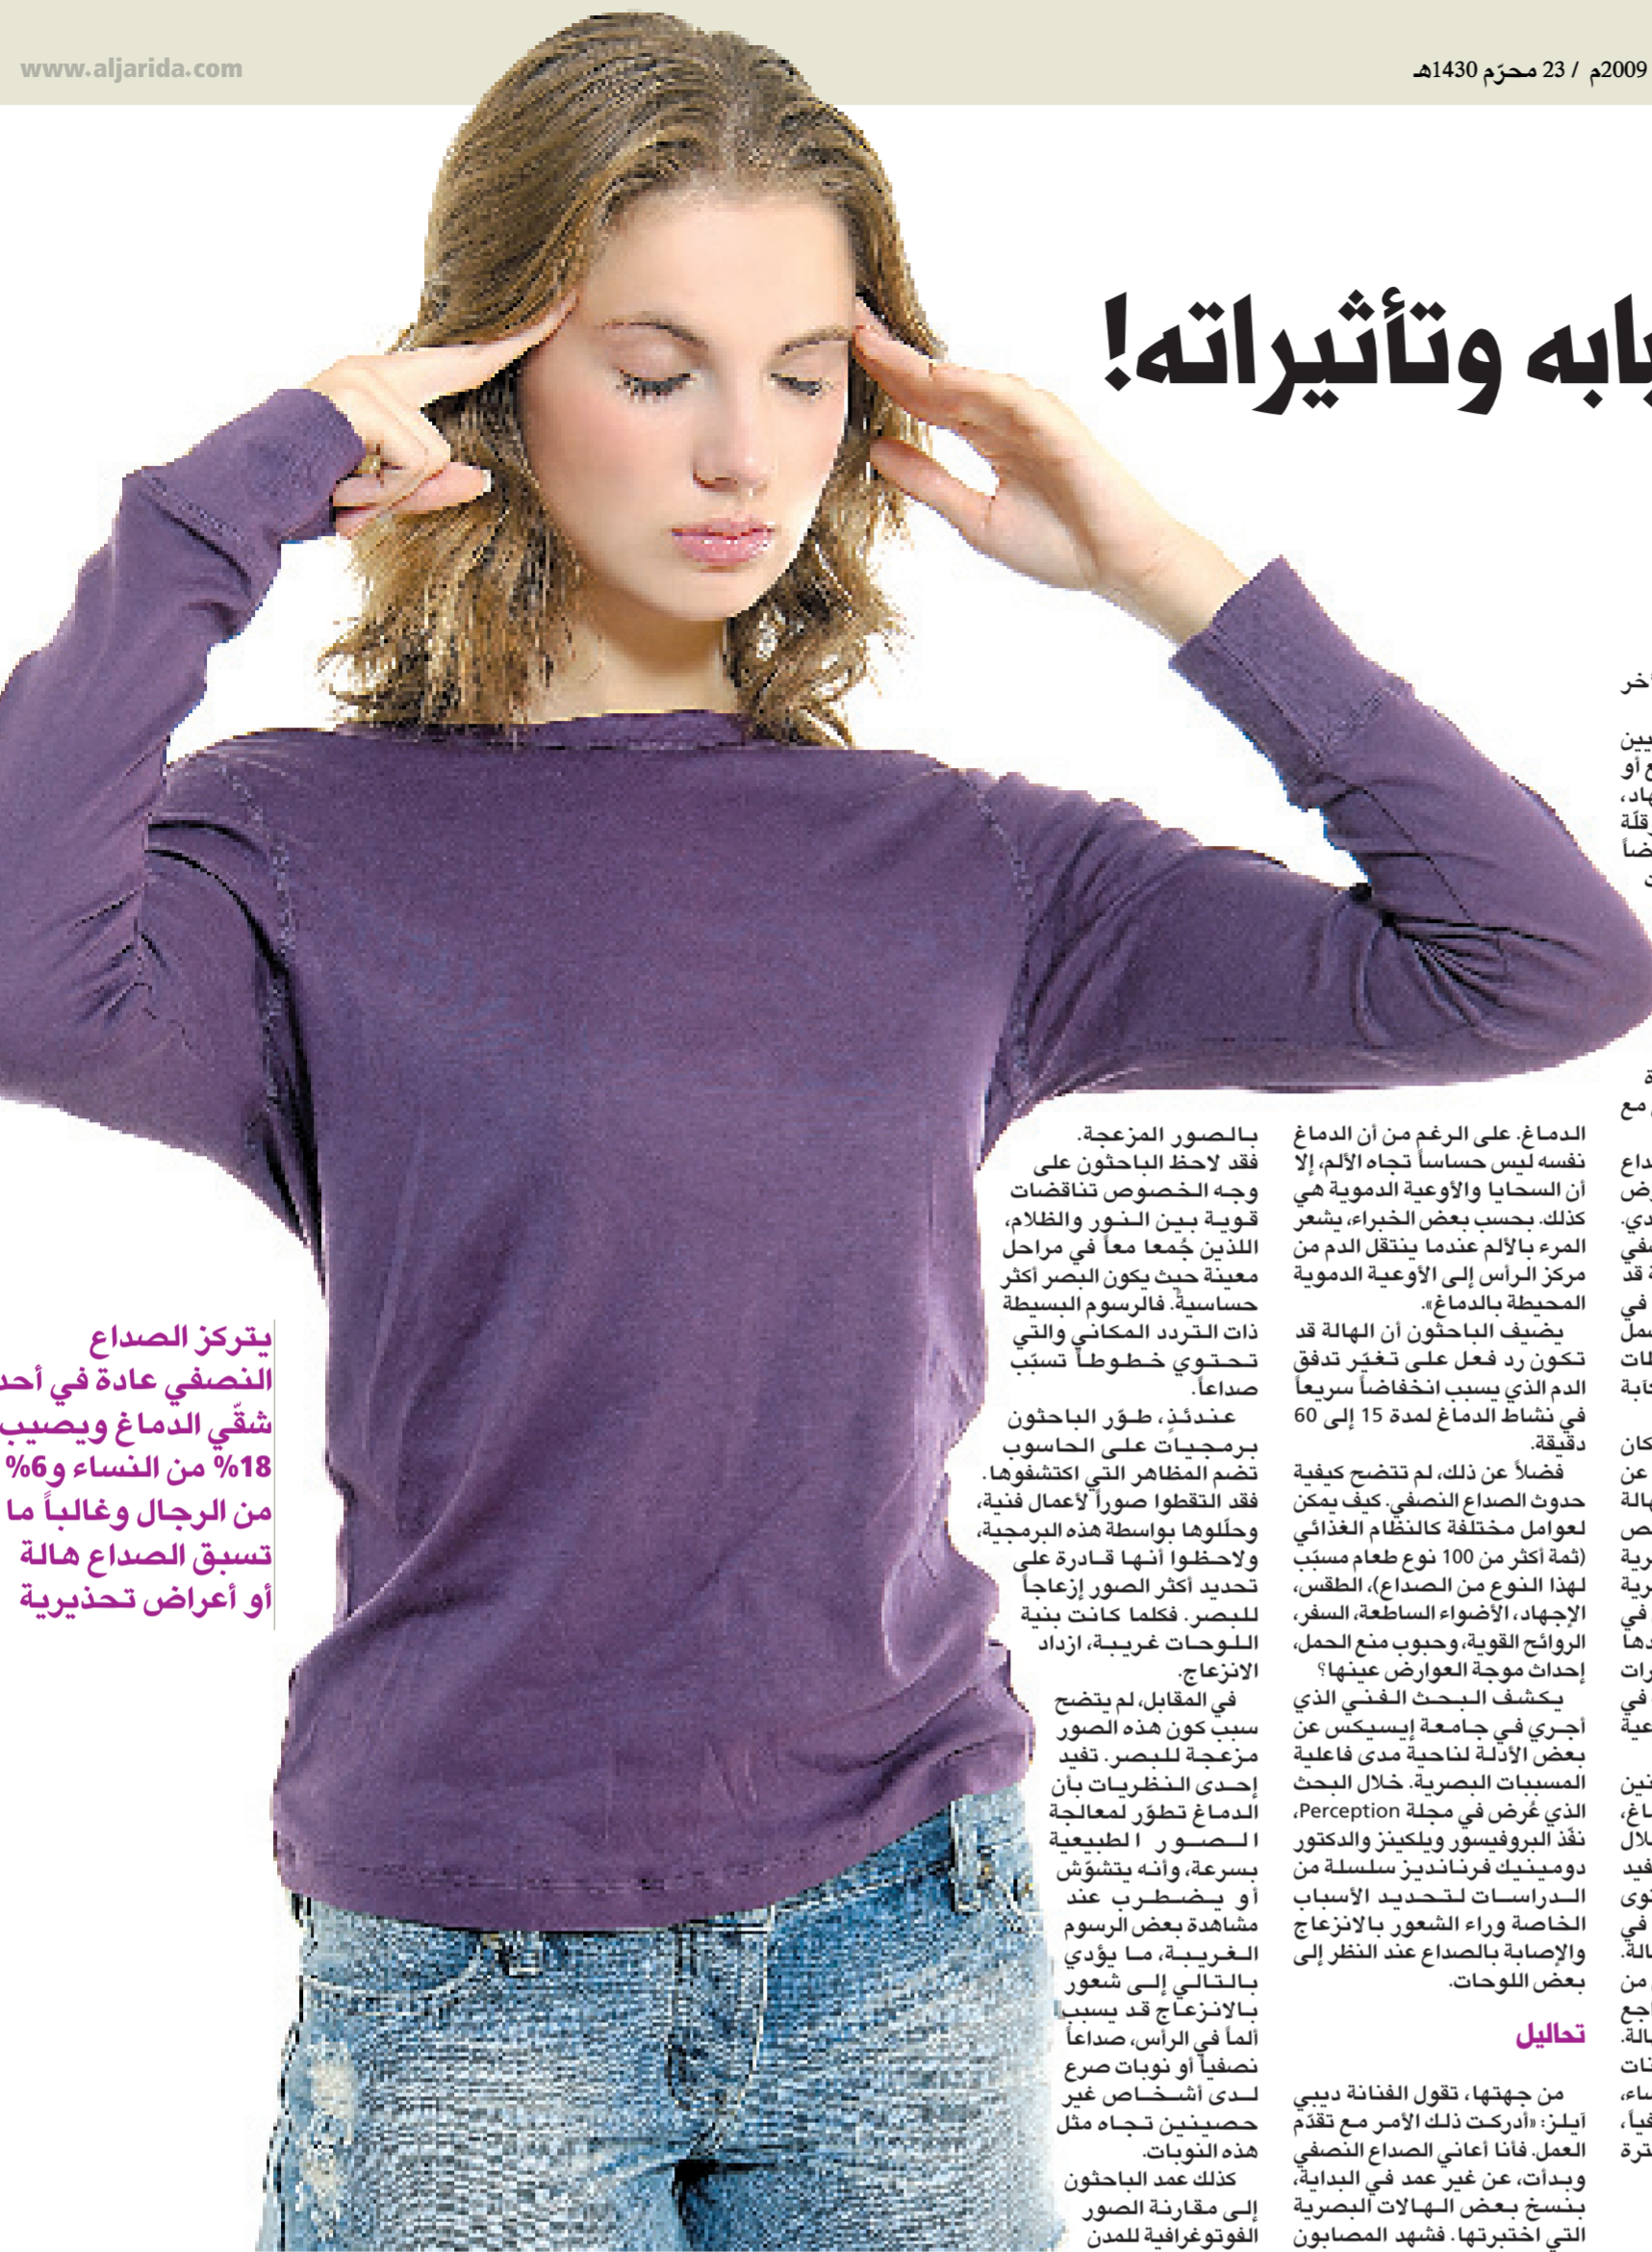 2009م / 23 محرّم 1430هـ
www.aljarida.com
وتأثيراته!
الدماغ. على الرغم من أن الدماغ
نفسه ليس حساساً تجاه الألم، إلا
أن السحايا والأوعية الدموية هي
كذلك. بحسب بعض الخبراء، يشعر
المرء بالألم عندما ينتقل الدم من
مركز الرأس إلى الأوعية الدموية
المحيطة بالدماغ».
يضيف الباحثون أن الهالة قد
تكون رد فعل على تغيّر تدفق
الدم الذي يسبب انخفاضاً سريعاً
في نشاط الدماغ لمدة 15 إلى 60
دقيقة.
فضلاً عن ذلك، لم تتضح كيفية
حدوث الصداع النصفي. كيف يمكن
لعوامل مختلفة كالنظام الغذائي
(ثمة أكثر من 100 نوع طعام مسبّب
لهذا النوع من الصداع)، الطقس،
الإجهاد، الأضواء الساطعة، السفر،
الروائح القوية، وحبوب منع الحمل،
إحداث موجة العوارض عينها؟
يكشف البحث الفني الذي
أجري في جامعة إيسيكس عن
بعض الأدلة لناحية مدى فاعلية
المسببات البصرية. خلال البحث
الذي عُرض في مجلة Perception،
نفّذ البروفيسور ويلكينز والدكتور
دومينيك فرنانديز سلسلة من
الدراسات لتحديد الأسباب
الخاصة وراء الشعور بالانزعاج
والإصابة بالصداع عند النظر إلى
بعض اللوحات.
تحاليل
من جهتها، تقول الفنانة ديبي
آيلز: «أدركت ذلك الأمر مع تقدّم
العمل. فأنا أعاني الصداع النصفي
وبدأت، عن غير عمد في البداية،
بنسخ بعض الهالات البصرية
التي اختبرتها. فشهد المصابون
بالصور المزعجة.
فقد لاحظ الباحثون على
وجه الخصوص تناقضات
قوية بين النور والظلام،
اللذين جُمعا معاً في مراحل
معينة حيث يكون البصر أكثر
حساسيةً. فالرسوم البسيطة
ذات التردد المكاني والتي
تحتوي خطوطاً تسبّب
صداعاً.
عندئذٍ، طوّر الباحثون
برمجيات على الحاسوب
تضم المظاهر التي اكتشفوها.
فقد التقطوا صوراً لأعمال فنية،
وحلّلوها بواسطة هذه البرمجية،
ولاحظوا أنها قادرة على
تحديد أكثر الصور إزعاجاً
للبصر. فكلما كانت بنية
اللوحات غريبة، ازداد
الانزعاج.
في المقابل، لم يتضح
سبب كون هذه الصور
مزعجة للبصر. تفيد
إحدى النظريات بأن
الدماغ تطوّر لمعالجة
الصور الطبيعية
بسرعة، وأنه يتشوّش
أو يضطرب عند
مشاهدة بعض الرسوم
الغريبة، ما يؤدي
بالتالي إلى شعور
بالانزعاج قد يسبب
ألماً في الرأس، صداعاً
نصفياً أو نوبات صرع
لدى أشخاص غير
حصينين تجاه مثل
هذه النوبات.
كذلك عمد الباحثون
إلى مقارنة الصور
الفوتوغرافية للمدن
يتركز الصداع
النصفي عادة في أحد
شقّي الدماغ ويصيب
18% من النساء و6%
من الرجال وغالباً ما
تسبق الصداع هالة
أو أعراض تحذيرية